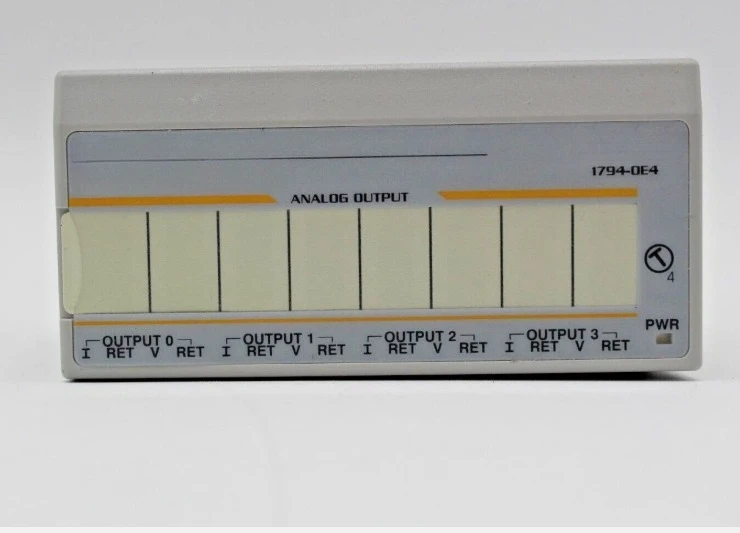 1794-OE4
ANALOG OUTPUT
4
PWR
OUTPUT 0 OUTPUT 1 OUTPUT 2 OUTPUT 3
I RET V RET I RET V RET I RET V RET I RET V RET